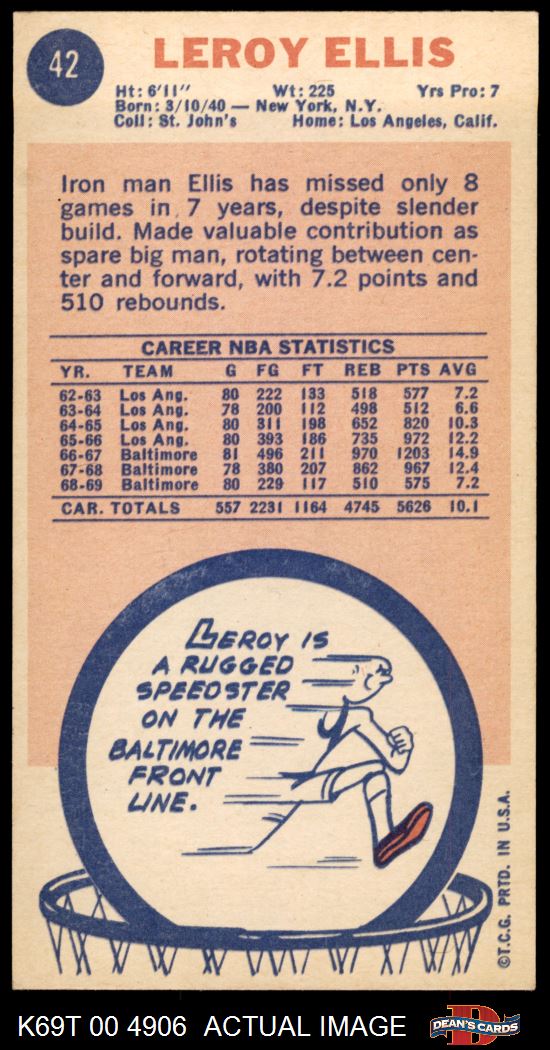 42
LEROY ELLIS
Ht: 6'11" Wt: 225 Yrs Pro: 7
Born: 3/10/40 — New York, N.Y.
Coll: St. John's Home: Los Angeles, Calif.
Iron man Ellis has missed only 8
games in 7 years, despite slender
build. Made valuable contribution as
spare big man, rotating between cen-
ter and forward, with 7.2 points and
510 rebounds.
CAREER NBA STATISTICS
YR. TEAM G FG FT REB PTS AVG
62-63 Los Ang. 80 222 133 518 577 7.2
63-64 Los Ang. 78 200 112 498 512 6.6
64-65 Los Ang. 80 311 198 652 820 10.3
65-66 Los Ang. 80 393 186 735 972 12.2
66-67 Baltimore 81 496 211 970 1203 14.9
67-68 Baltimore 78 380 207 862 967 12.4
68-69 Baltimore 80 229 117 510 575 7.2
CAR. TOTALS 557 2231 1164 4745 5626 10.1
LEROY IS
A RUGGED
SPEEDSTER
ON THE
BALTIMORE
FRONT
LINE.
©T.C.G. PRTD. IN U.S.A.
K69T 00 4906 ACTUAL IMAGE
D
DEAN'S CARDS